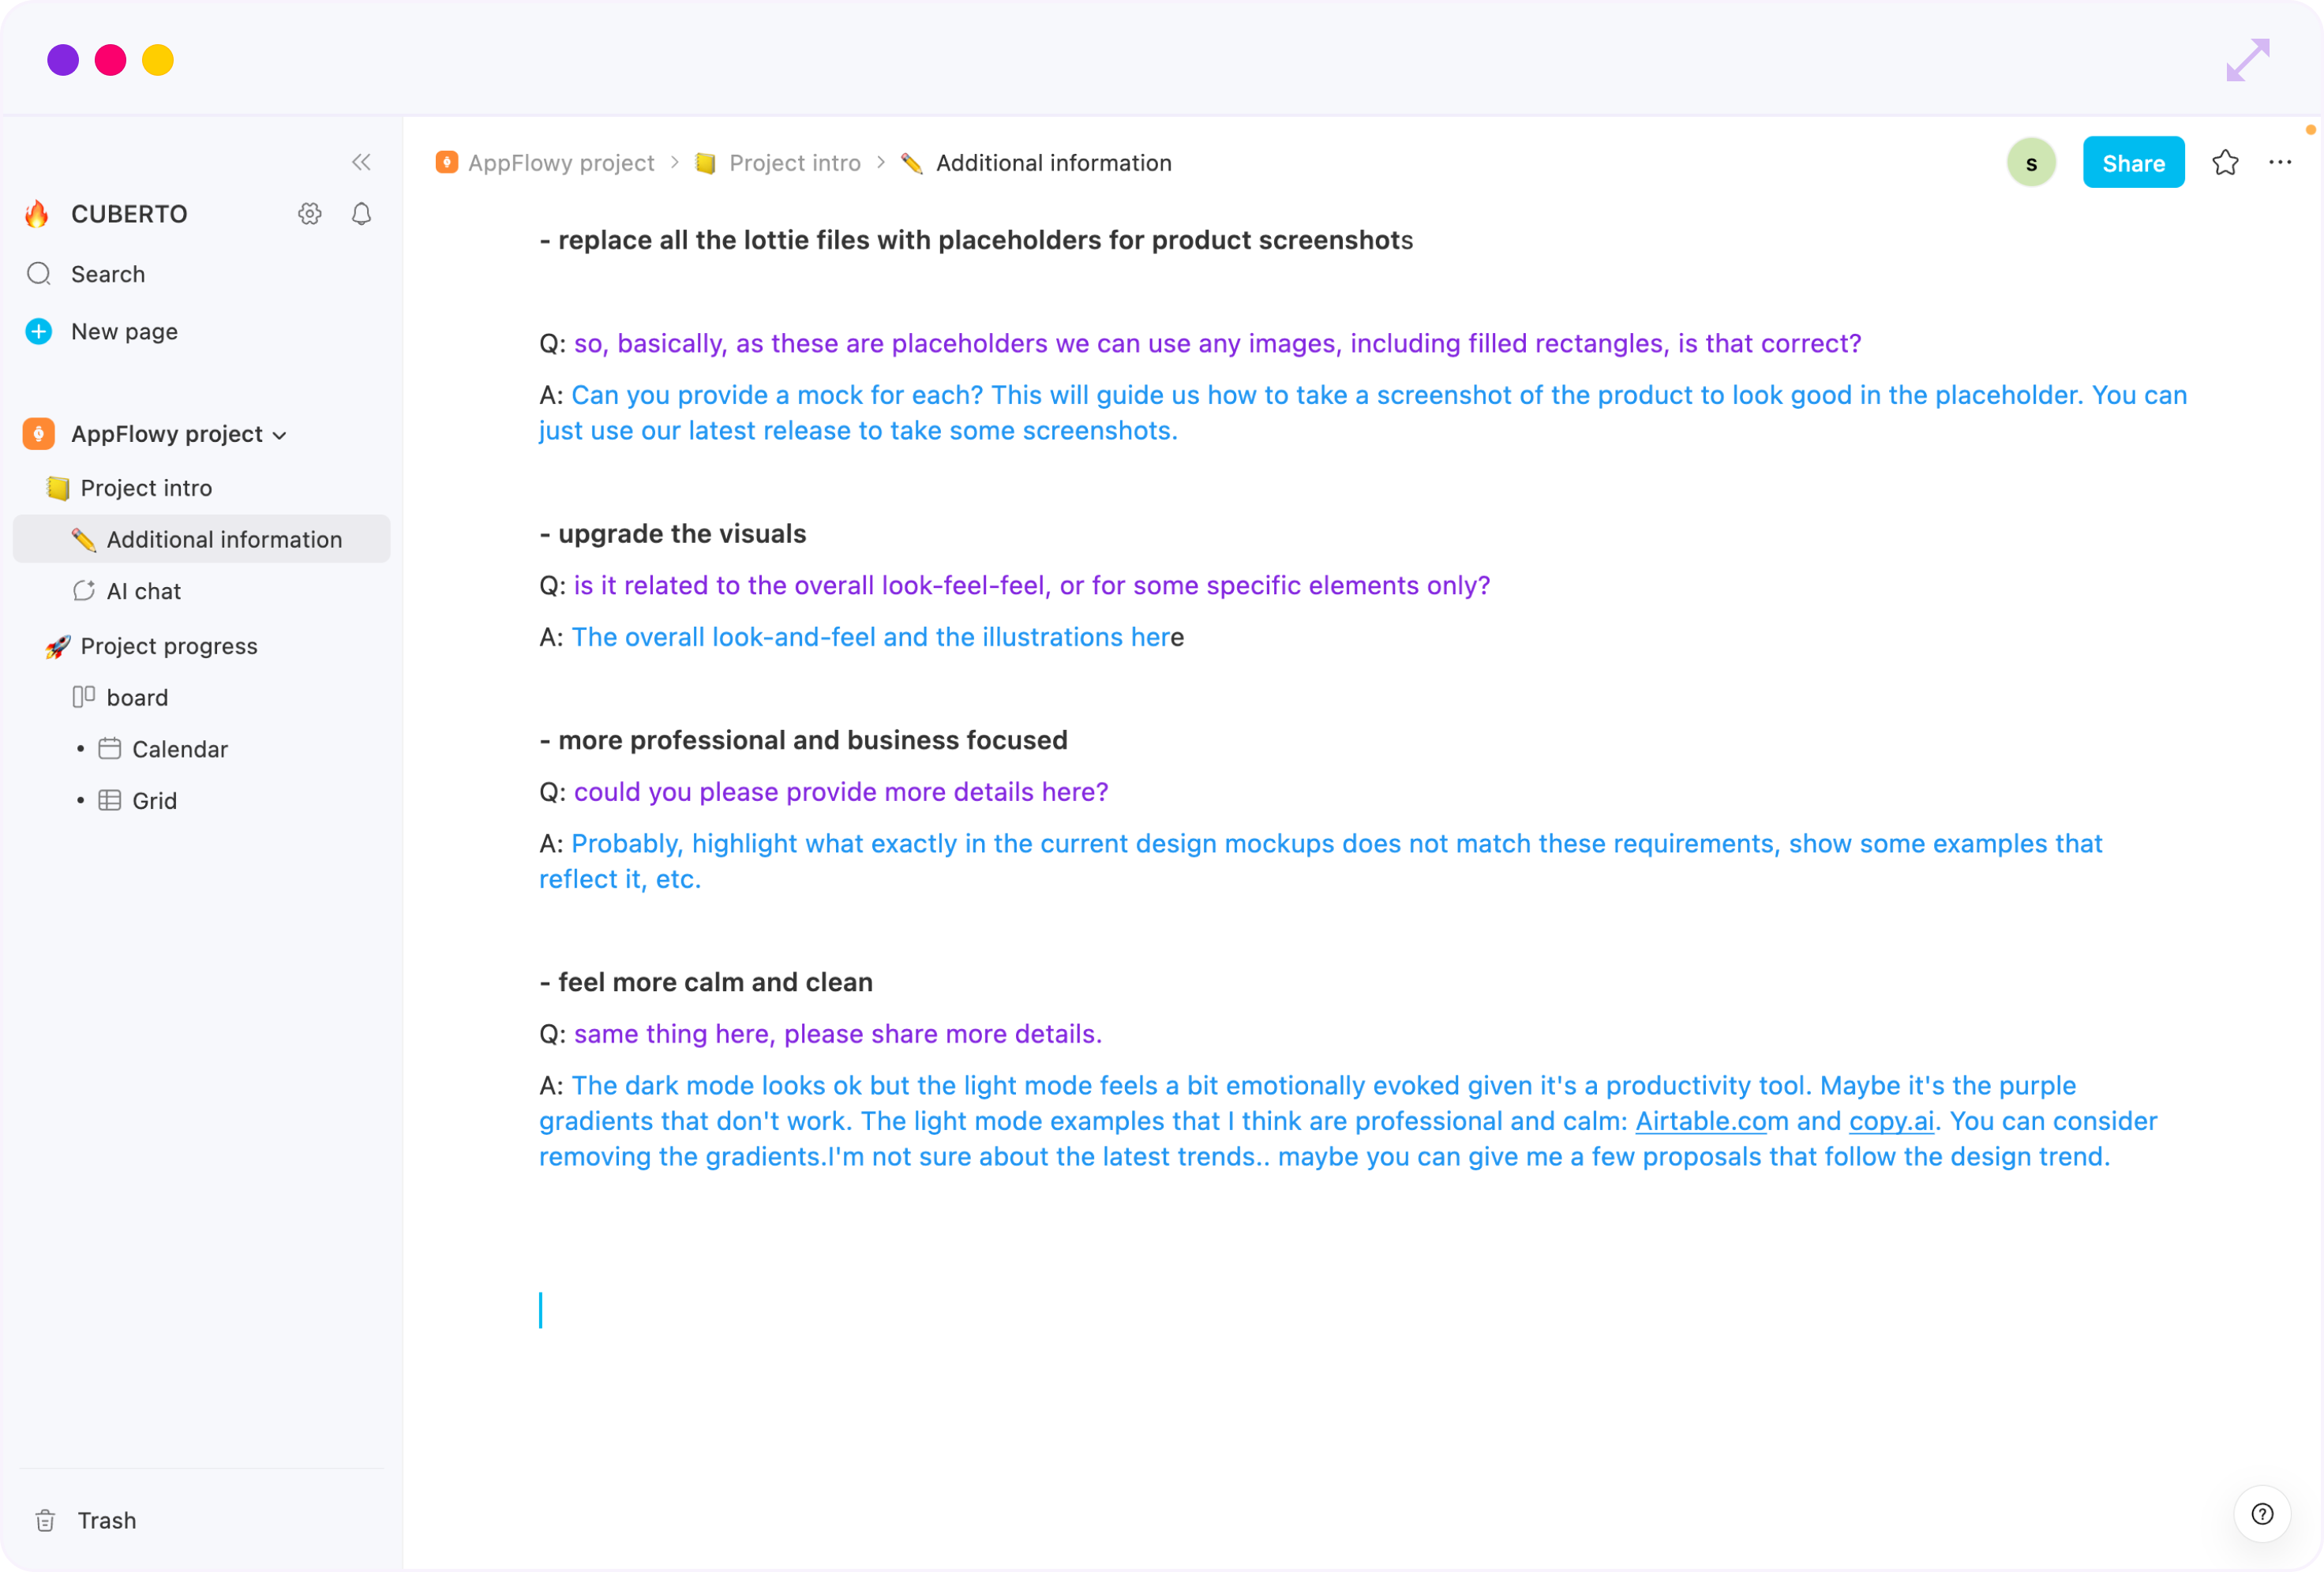 AppFlowy project > Project intro > Additional information
s
Share
CUBERTO
Search
New page
AppFlowy project
Project intro
Additional information
AI chat
Project progress
board
• Calendar
• Grid
Trash
- replace all the lottie files with placeholders for product screenshots
Q: so, basically, as these are placeholders we can use any images, including filled rectangles, is that correct?
A: Can you provide a mock for each? This will guide us how to take a screenshot of the product to look good in the placeholder. You can
just use our latest release to take some screenshots.
- upgrade the visuals
Q: is it related to the overall look-feel-feel, or for some specific elements only?
A: The overall look-and-feel and the illustrations here
- more professional and business focused
Q: could you please provide more details here?
A: Probably, highlight what exactly in the current design mockups does not match these requirements, show some examples that
reflect it, etc.
- feel more calm and clean
Q: same thing here, please share more details.
A: The dark mode looks ok but the light mode feels a bit emotionally evoked given it's a productivity tool. Maybe it's the purple
gradients that don't work. The light mode examples that I think are professional and calm: Airtable.com and copy.ai. You can consider
removing the gradients.I'm not sure about the latest trends.. maybe you can give me a few proposals that follow the design trend.